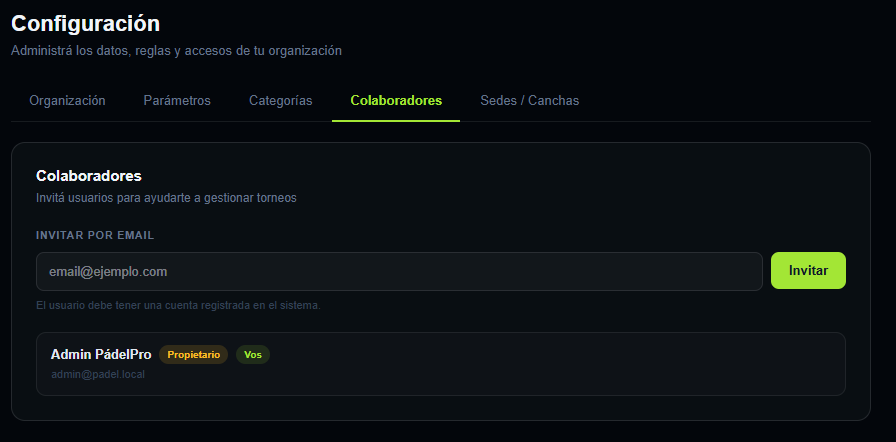 Configuración
Administrá los datos, reglas y accesos de tu organización
Organización Parámetros Categorías Colaboradores Sedes / Canchas
Colaboradores
Invitá usuarios para ayudarte a gestionar torneos
INVITAR POR EMAIL
email@ejemplo.com Invitar
El usuario debe tener una cuenta registrada en el sistema.
Admin PádelPro Propietario Vos
admin@padel.local